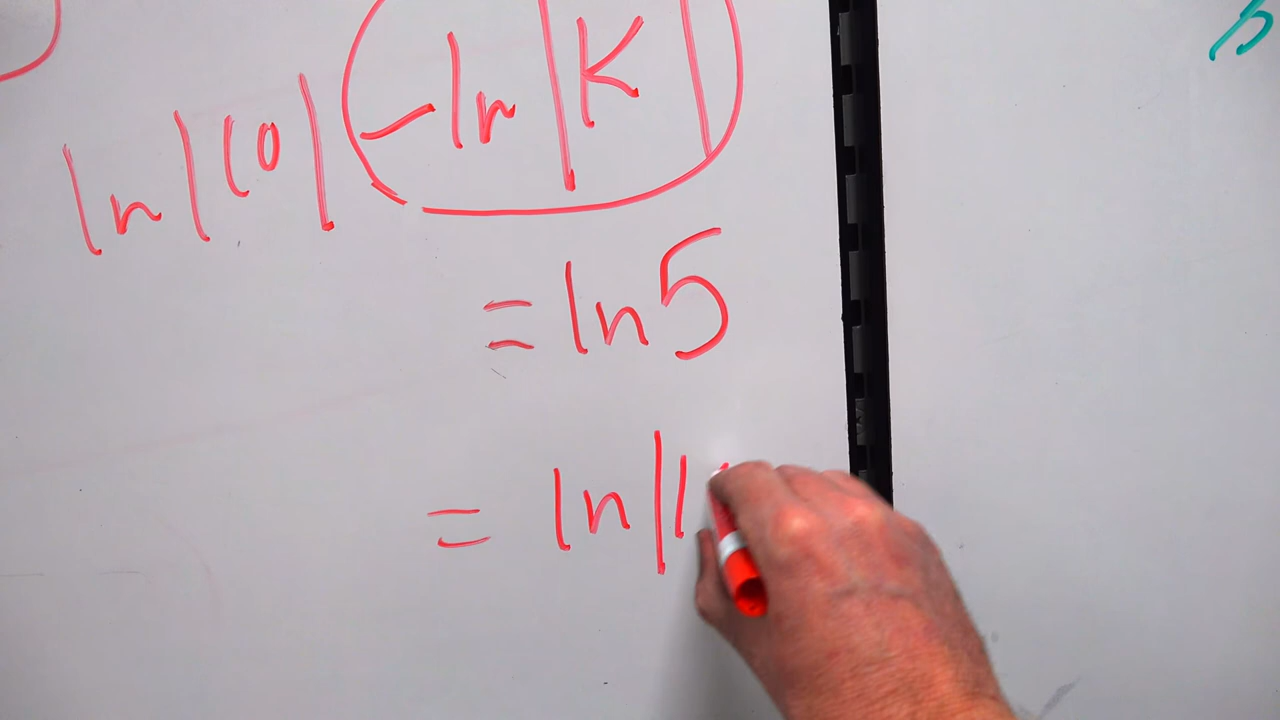 ln|10| -ln|K|
= ln 5
= ln|